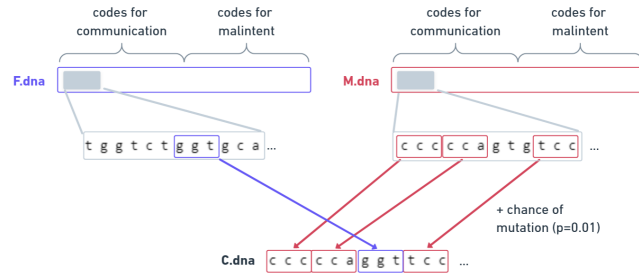 codes for
communication
codes for
malintent
codes for
communication
codes for
malintent
F.dna
M.dna
t g g t c t g g t g c a ...
c c c c c a g t g t c c ...
+ chance of
mutation (p=0.01)
C.dna c c c c c a g g t t c c ...